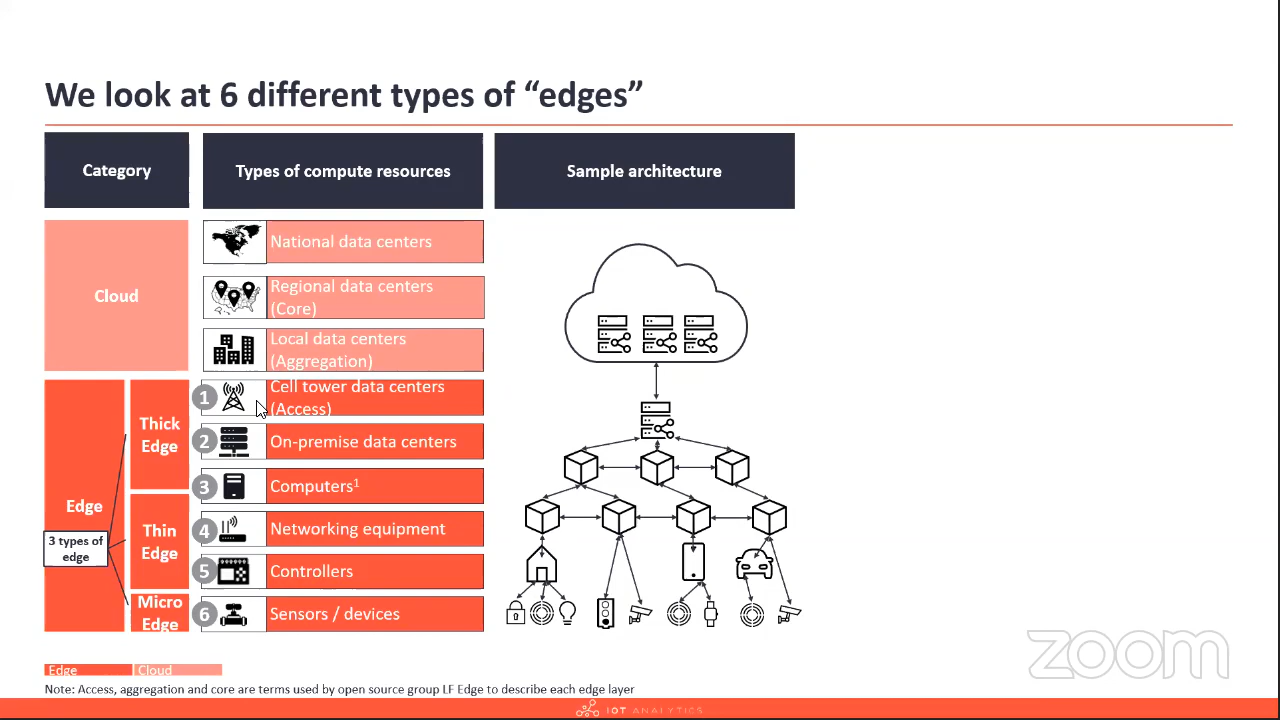 We look at 6 different types of “edges”
Category
Types of compute resources
Sample architecture
Cloud
National data centers
Regional data centers
(Core)
Local data centers
(Aggregation)
Edge
3 types of
edge
Thick
Edge
1
Cell tower data centers
(Access)
2
On-premise data centers
3
Computers¹
Thin
Edge
4
Networking equipment
5
Controllers
Micro
Edge
6
Sensors / devices
Edge
Cloud
Note: Access, aggregation and core are terms used by open source group LF Edge to describe each edge layer
IOT ANALYTICS
zoom